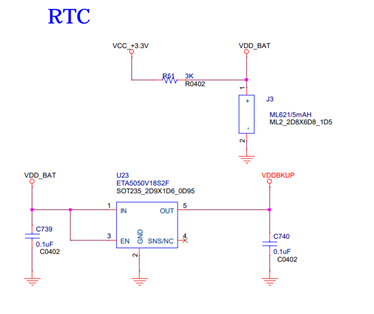 RTC
VCC_+3.3V
VDD_BAT
R51
3K
R0402
1
J3
+
ML621/5mAH
ML2_2D8X6D8_1D5
-
2
VDD_BAT
U23
ETA5050V18S2F
SOT235_2D9X1D6_0D95
VDDBKUP
1
IN
OUT
5
C739
0.1uF
C0402
3
EN
GND
SNS/NC
4
2
C740
0.1uF
C0402